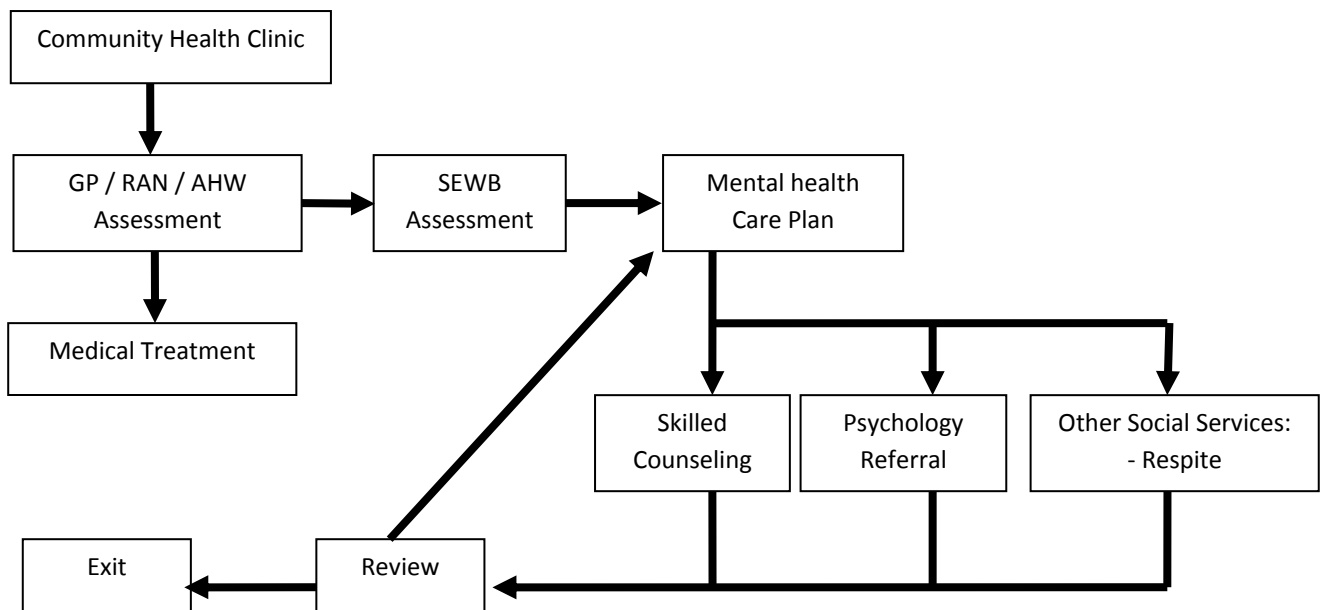 Community Health Clinic
GP / RAN / AHW
Assessment
SEWB
Assessment
Mental health
Care Plan
Medical Treatment
Skilled
Counseling
Psychology
Referral
Other Social Services:
- Respite
Exit
Review